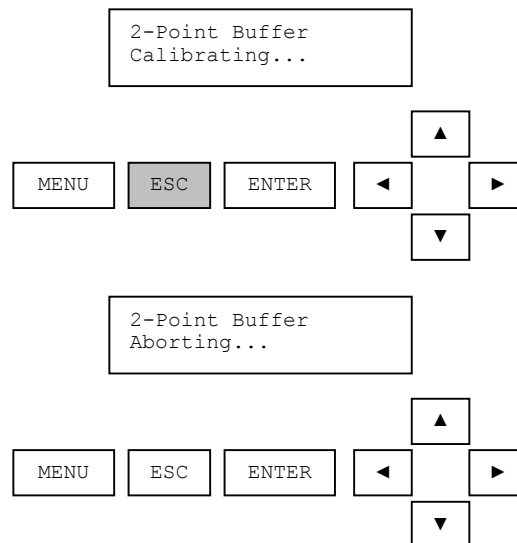 2-Point Buffer
Calibrating...
▲
MENU ESC ENTER ◄ ►
▼
2-Point Buffer
Aborting...
▲
MENU ESC ENTER ◄ ►
▼